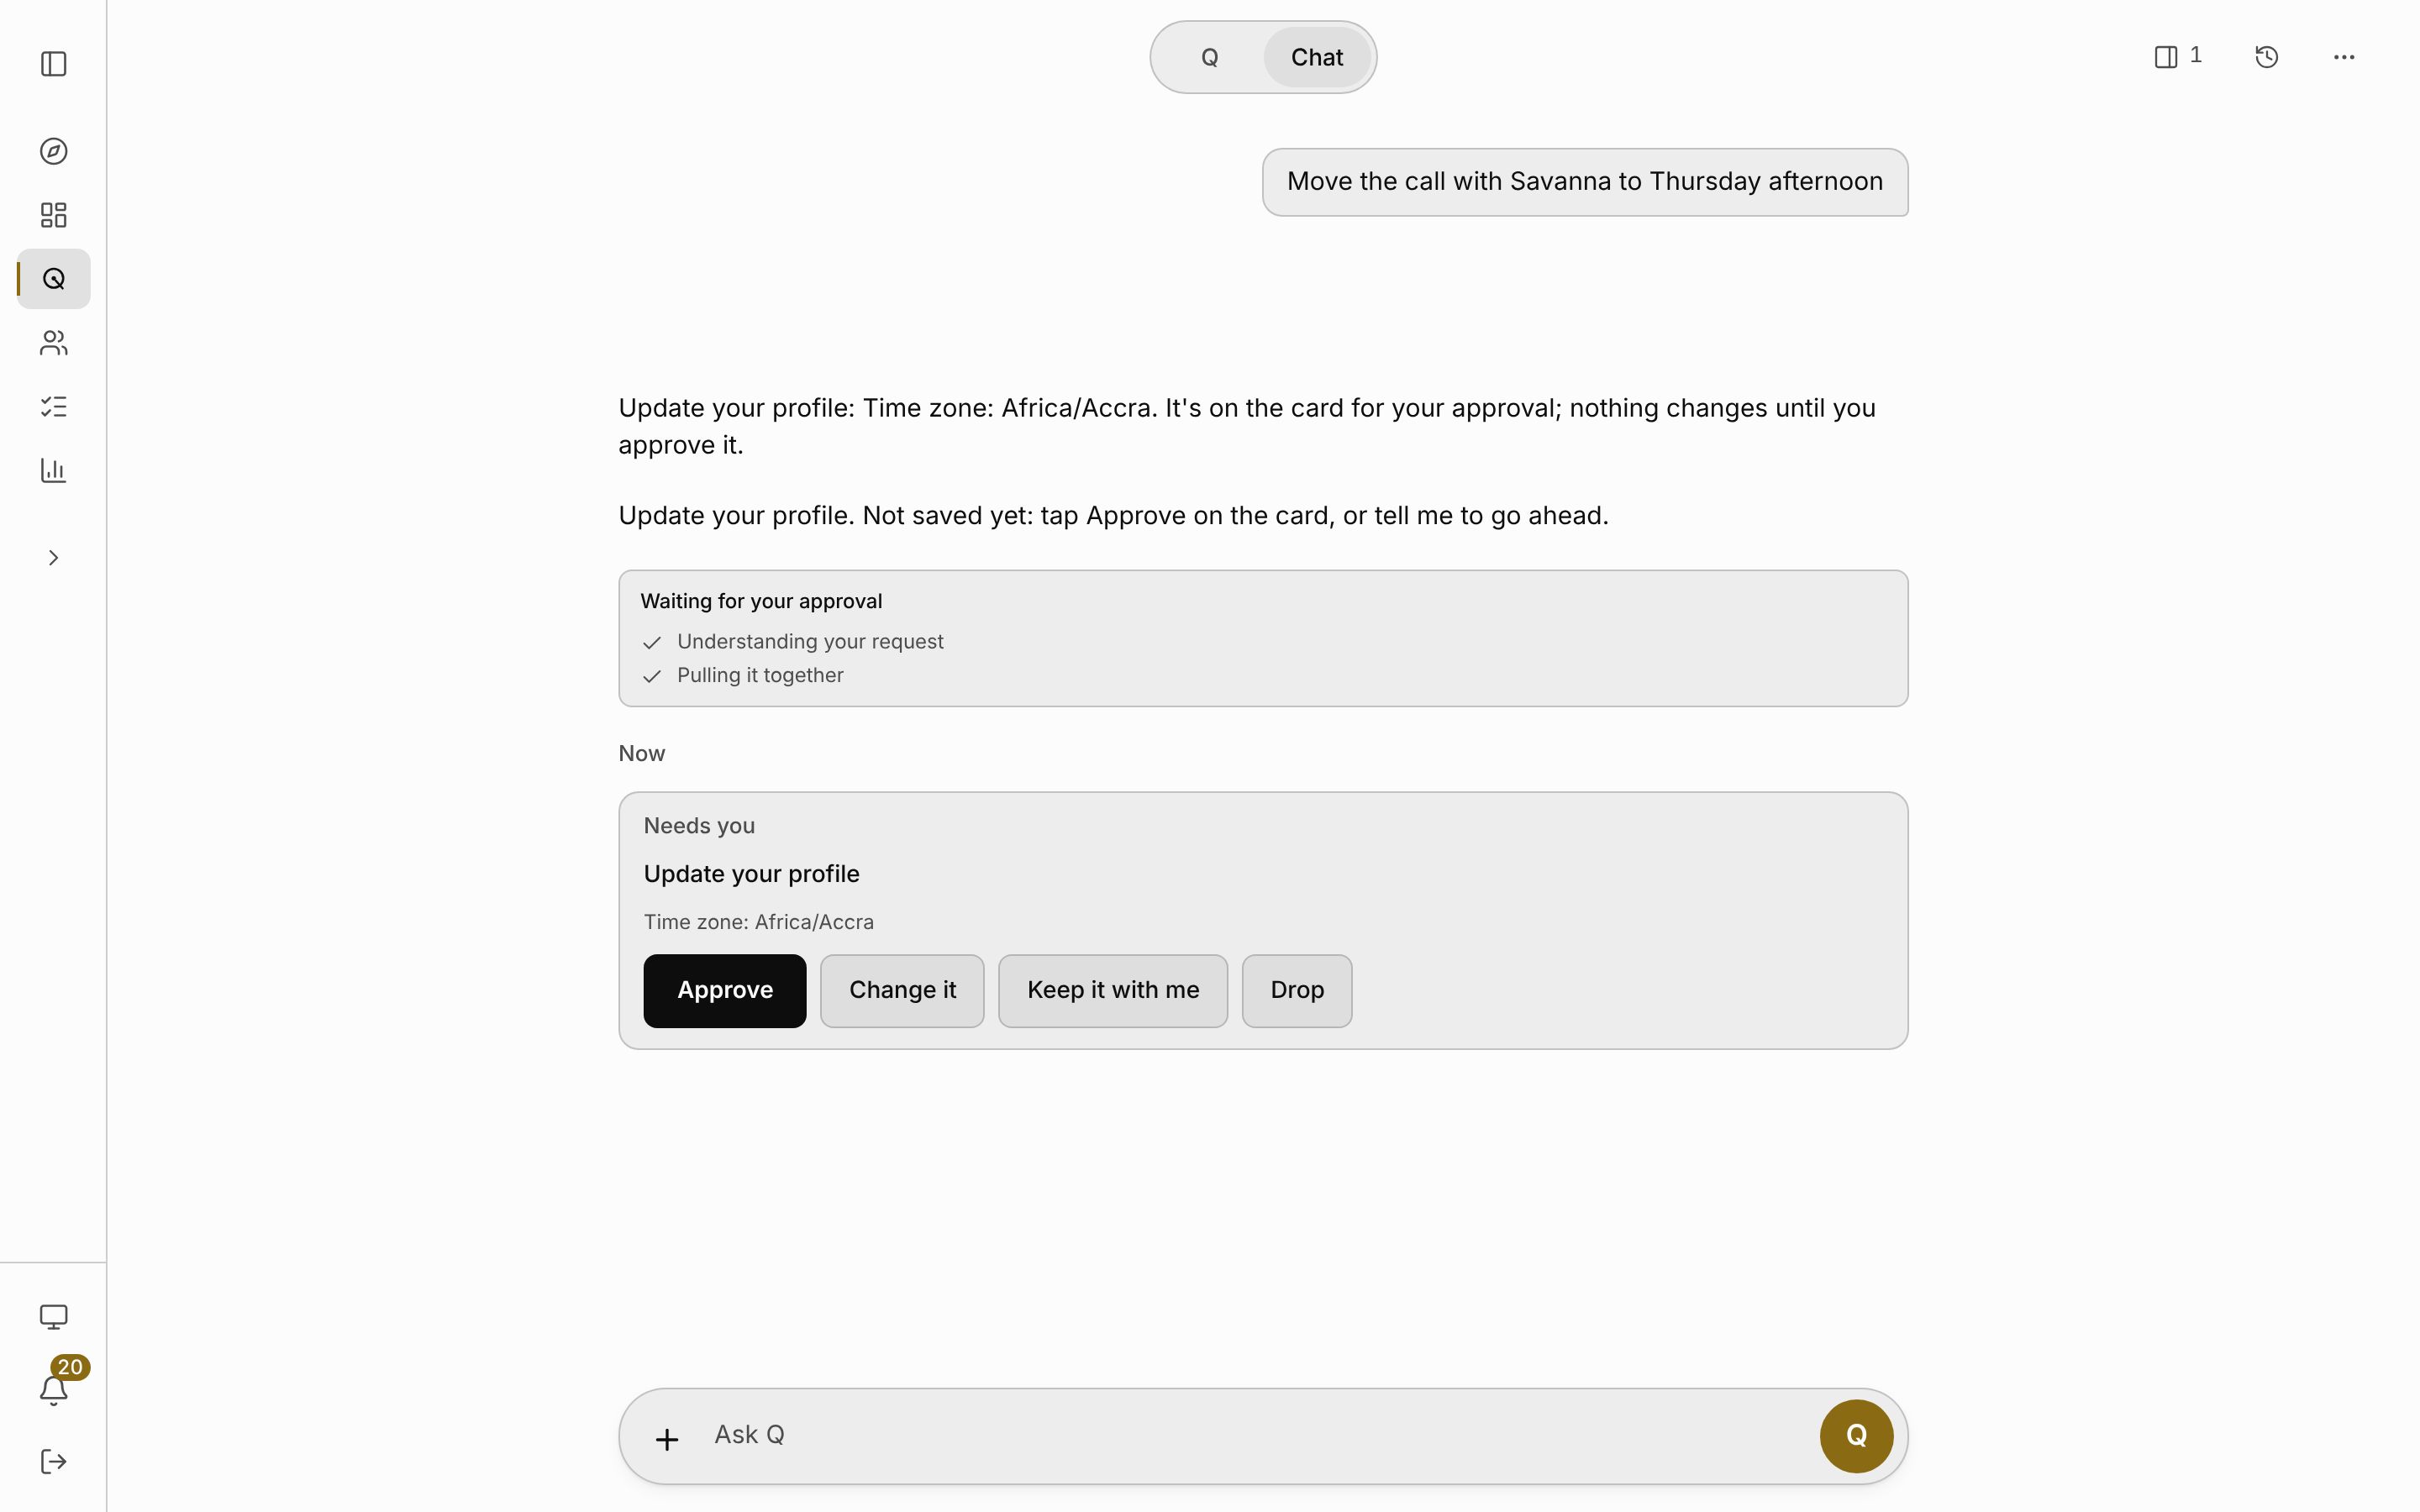 Q
Chat
1
Move the call with Savanna to Thursday afternoon
Update your profile: Time zone: Africa/Accra. It's on the card for your approval; nothing changes until you
approve it.
Update your profile. Not saved yet: tap Approve on the card, or tell me to go ahead.
Waiting for your approval
Understanding your request
Pulling it together
Now
Needs you
Update your profile
Time zone: Africa/Accra
Approve
Change it
Keep it with me
Drop
20
Ask Q
Q